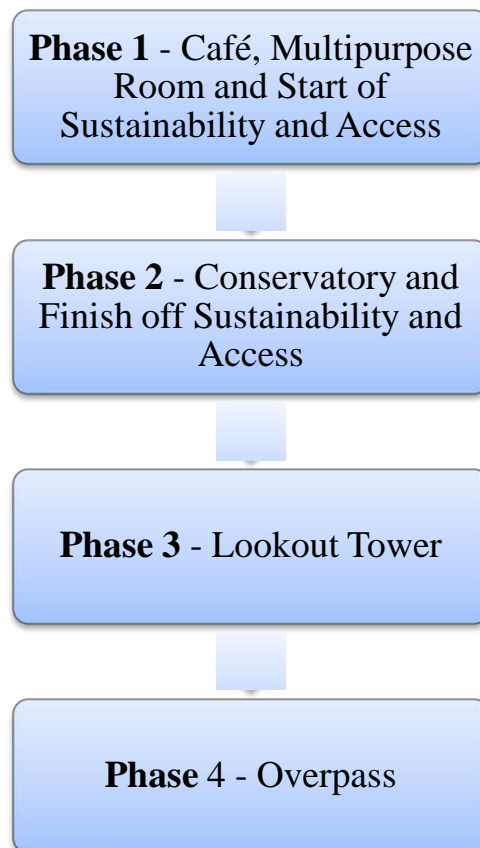 Phase 1 - Café, Multipurpose
Room and Start of
Sustainability and Access
Phase 2 - Conservatory and
Finish off Sustainability and
Access
Phase 3 - Lookout Tower
Phase 4 - Overpass